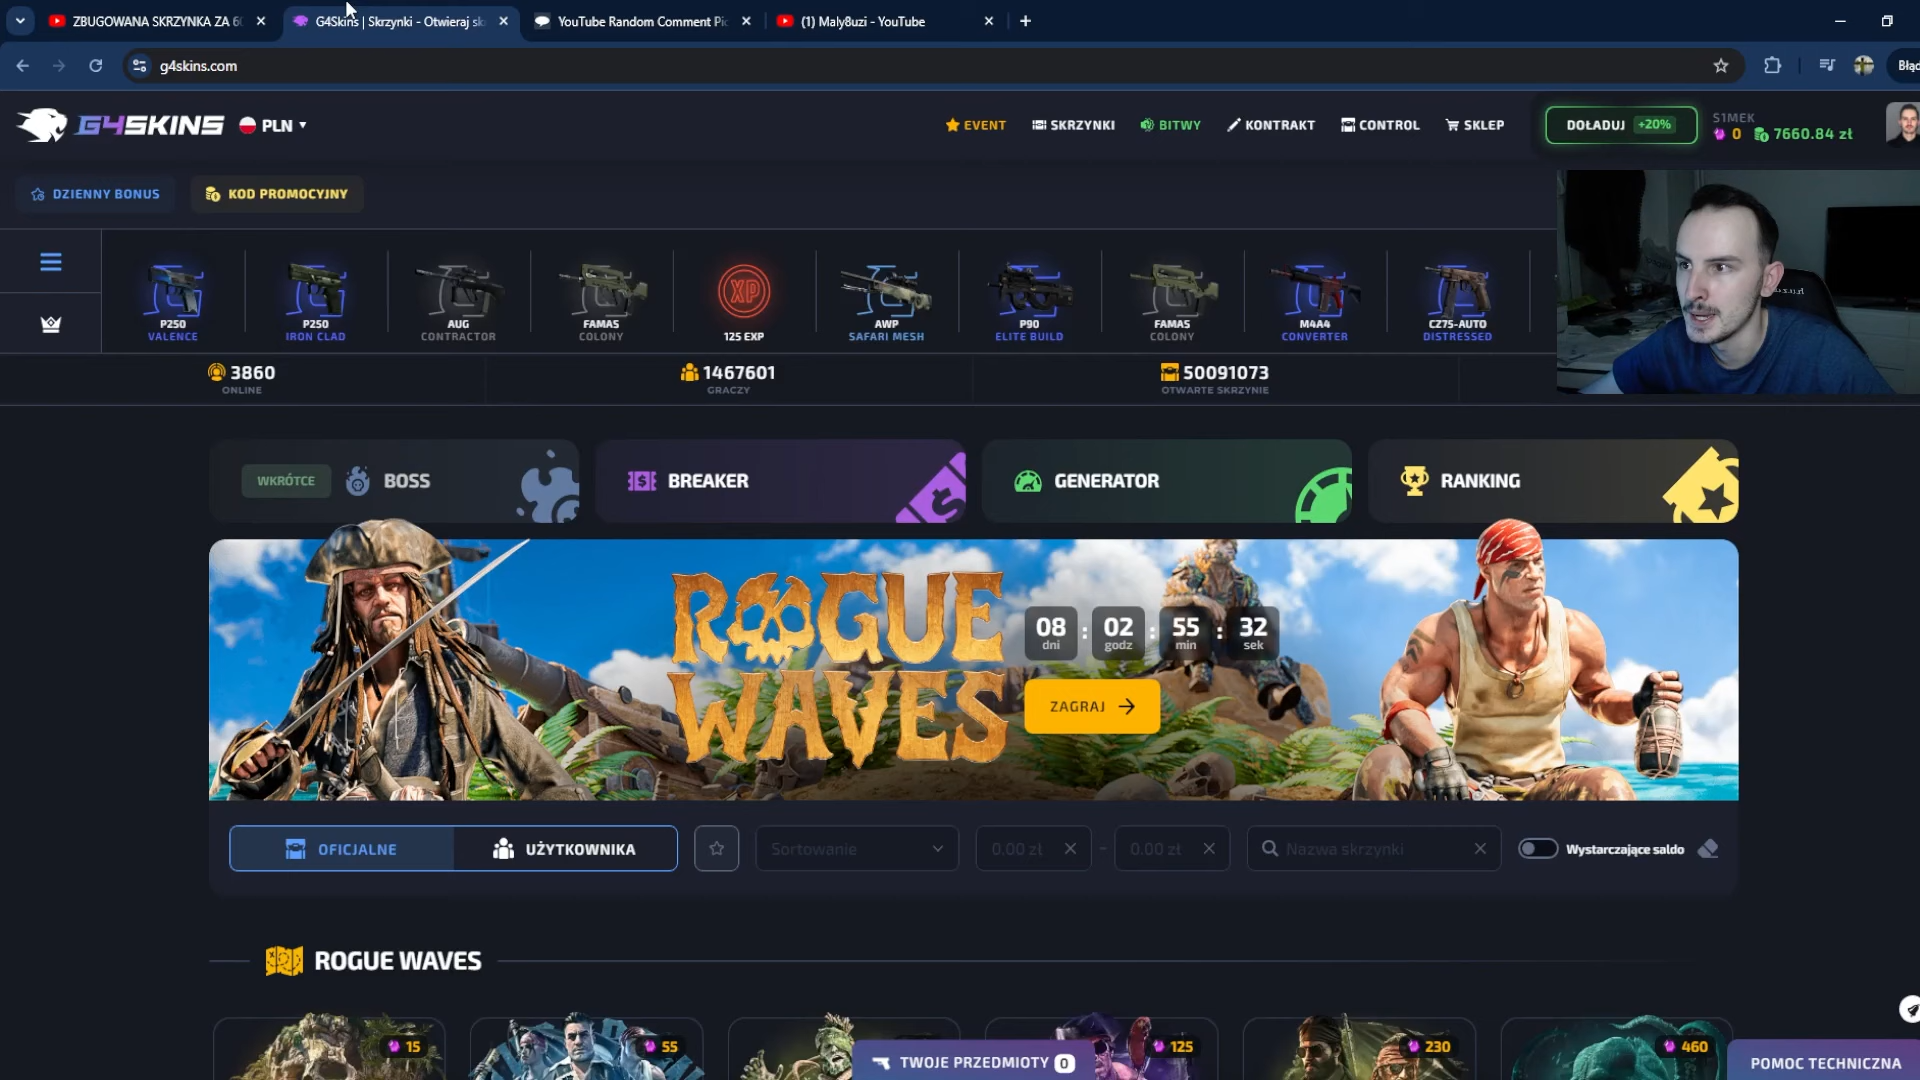 ZBUGOWANA SKRZYNKA ZA 60
G4Skins | Skrzynki - Otwieraj sk
YouTube Random Comment Pic
(1) Maly8uzi - YouTube
g4skins.com
Błąd
G4SKINS
PLN
EVENT
SKRZYNKI
BITWY
KONTRAKT
CONTROL
SKLEP
DOŁADUJ +20%
S1MEK
0 7660.84 zł
DZIENNY BONUS
KOD PROMOCYJNY
P250
VALENCE
P250
IRON CLAD
AUG
CONTRACTOR
FAMAS
COLONY
XP
125 EXP
AWP
SAFARI MESH
P90
ELITE BUILD
FAMAS
COLONY
M4A4
CONVERTER
CZ75-AUTO
DISTRESSED
3860
ONLINE
1467601
GRACZY
50091073
OTWARTE SKRZYNIE
WKRÓTCE BOSS
BREAKER
GENERATOR
RANKING
ROGUE
WAVES
08 : 02 : 55 : 32
dni godz min sek
ZAGRAJ
OFICJALNE
UŻYTKOWNIKA
Sortowanie
0.00 zł - 0.00 zł
Nazwa skrzynki
Wystarczające saldo
ROGUE WAVES
15
55
125
230
460
TWOJE PRZEDMIOTY 0
POMOC TECHNICZNA